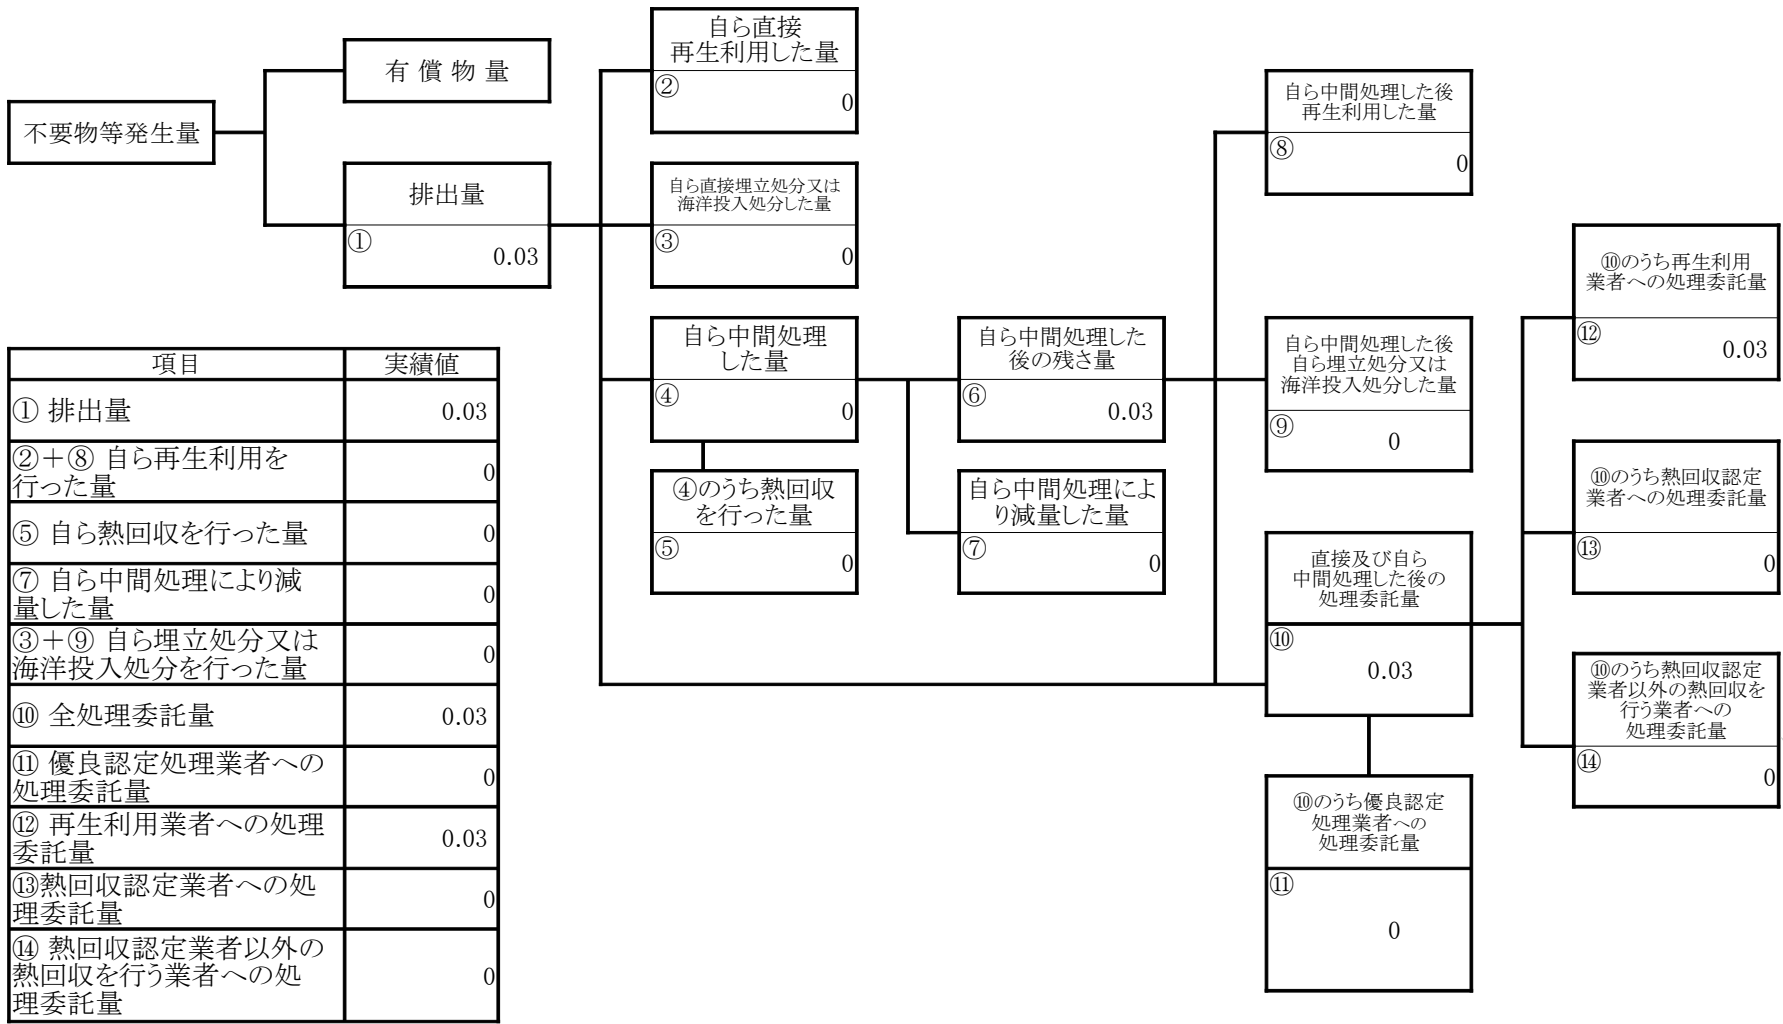 不要物等発生量
有償物量
排出量
①
0.03
自ら直接
再生利用した量
②
0
自ら直接埋立処分又は
海洋投入処分した量
③
0
自ら中間処理
した量
④
0
④のうち熱回収
を行った量
⑤
0
自ら中間処理した
後の残さ量
⑥
0.03
自ら中間処理によ
り減量した量
⑦
0
自ら中間処理した後
再生利用した量
⑧
0
自ら中間処理した後
自ら埋立処分又は
海洋投入処分した量
⑨
0
直接及び自ら
中間処理した後の
処理委託量
⑩
0.03
⑩のうち優良認定
処理業者への
処理委託量
⑪
0
⑩のうち再生利用
業者への処理委託量
⑫
0.03
⑩のうち熱回収認定
業者への処理委託量
⑬
0
⑩のうち熱回収認定
業者以外の熱回収を
行う業者への
処理委託量
⑭
0
項目 実績値
① 排出量 0.03
②＋⑧ 自ら再生利用を
行った量 0
⑤ 自ら熱回収を行った量 0
⑦ 自ら中間処理により減
量した量 0
③＋⑨ 自ら埋立処分又は
海洋投入処分を行った量 0
⑩ 全処理委託量 0.03
⑪ 優良認定処理業者への
処理委託量 0
⑫ 再生利用業者への処理
委託量 0.03
⑬熱回収認定業者への処
理委託量 0
⑭ 熱回収認定業者以外の
熱回収を行う業者への処
理委託量 0